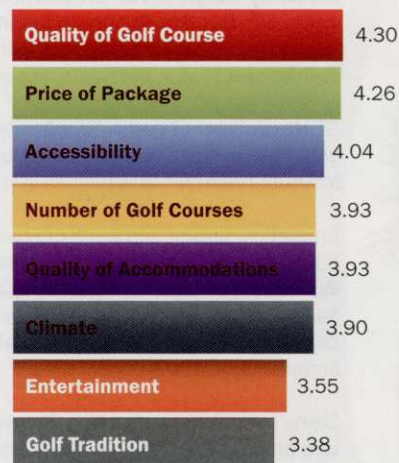 Quality of Golf Course 4.30
Price of Package 4.26
Accessibility 4.04
Number of Golf Courses 3.93
Quality of Accommodations 3.93
Climate 3.90
Entertainment 3.55
Golf Tradition 3.38